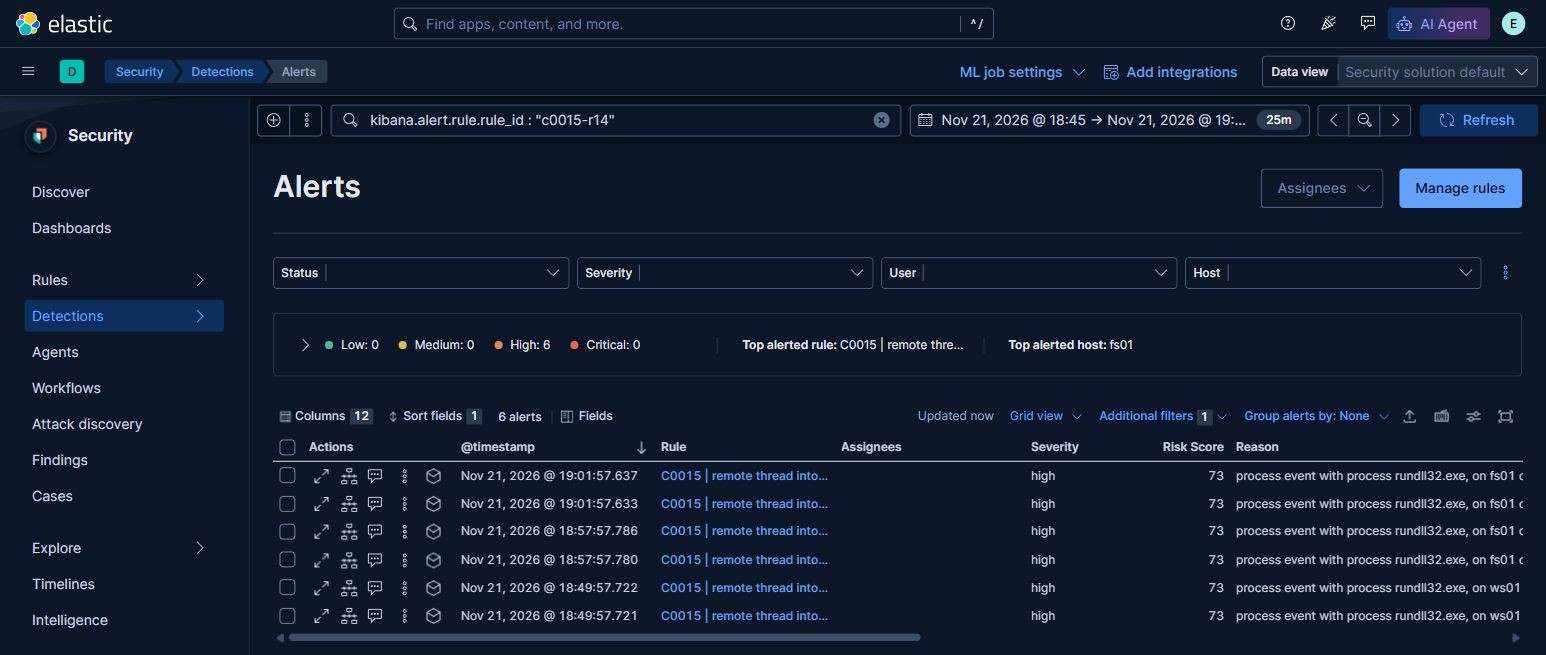 elastic
Find apps, content, and more. ^/ AI Agent E
D Security Detections Alerts ML job settings Add integrations Data view Security solution default
Security
Discover
Dashboards
Rules
Detections
Agents
Workflows
Attack discovery
Findings
Cases
Explore
Timelines
Intelligence
kibana.alert.rule.rule_id : "c0015-r14" Nov 21, 2026 @ 18:45 → Nov 21, 2026 @ 19:... 25m Refresh
Alerts Assignees Manage rules
Status Severity User Host
Low: 0 Medium: 0 High: 6 Critical: 0 Top alerted rule: C0015 | remote thre... Top alerted host: fs01
Columns 12 Sort fields 1 6 alerts Fields Updated now Grid view Additional filters 1 Group alerts by: None
Actions @timestamp Rule Assignees Severity Risk Score Reason
Nov 21, 2026 @ 19:01:57.637 C0015 | remote thread into... high 73 process event with process rundll32.exe, on fs01
Nov 21, 2026 @ 19:01:57.633 C0015 | remote thread into... high 73 process event with process rundll32.exe, on fs01
Nov 21, 2026 @ 18:57:57.786 C0015 | remote thread into... high 73 process event with process rundll32.exe, on fs01
Nov 21, 2026 @ 18:57:57.780 C0015 | remote thread into... high 73 process event with process rundll32.exe, on fs01
Nov 21, 2026 @ 18:49:57.722 C0015 | remote thread into... high 73 process event with process rundll32.exe, on ws01
Nov 21, 2026 @ 18:49:57.721 C0015 | remote thread into... high 73 process event with process rundll32.exe, on ws01